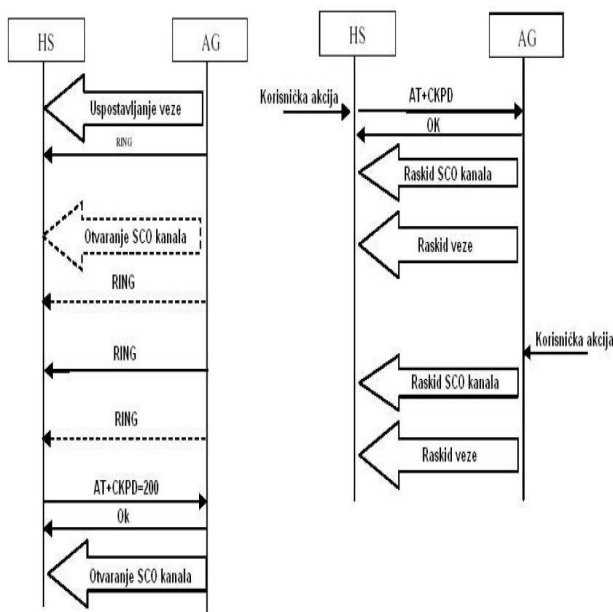 HS
AG
Uspostavljanje veze
RING
Otvaranje SCO kanala
RING
RING
RING
AT+CKPD=200
Ok
Otvaranje SCO kanala
HS
AG
Korisnička akcija
AT+CKPD
OK
Raskid SCO kanala
Raskid veze
Korisnička akcija
Raskid SCO kanala
Raskid veze